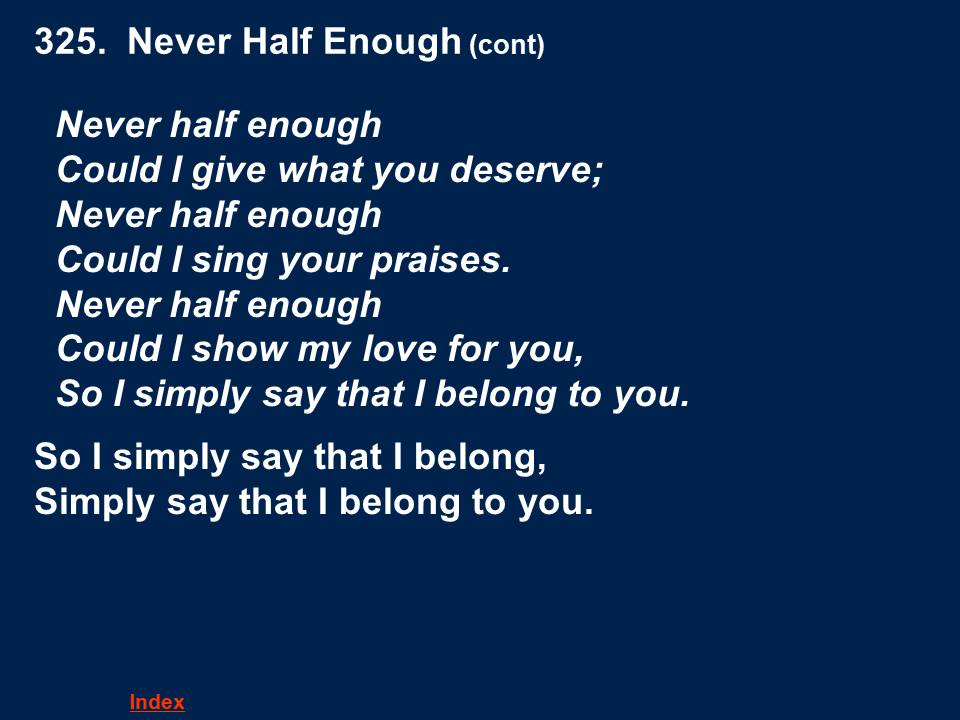 325. Never Half Enough (cont)
Never half enough
Could I give what you deserve;
Never half enough
Could I sing your praises.
Never half enough
Could I show my love for you,
So I simply say that I belong to you.
So I simply say that I belong,
Simply say that I belong to you.
Index